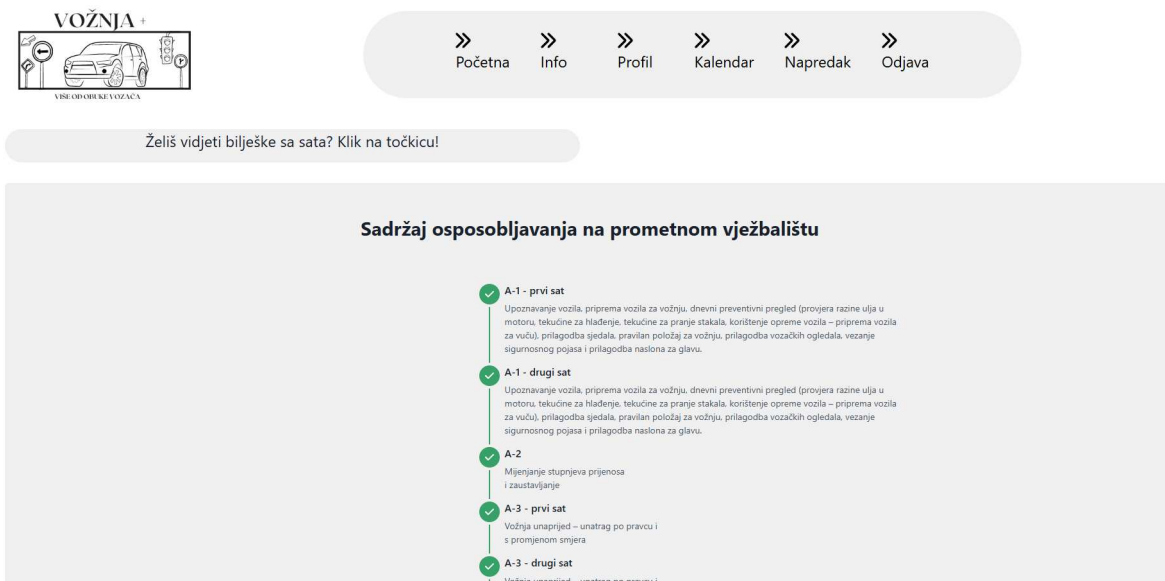 VOŽNJA +
VIŠE OD OBUKE VOZAČA
Početna Info Profil Kalendar Napredak Odjava
Želiš vidjeti bilješke sa sata? Klik na točkicu!
Sadržaj osposobljavanja na prometnom vježbalištu
A-1 - prvi sat
Upoznavanje vozila, priprema vozila za vožnju, dnevni preventivni pregled (provjera razine ulja u
motoru, tekućine za hlađenje, tekućine za pranje stakala, korištenje opreme vozila – priprema vozila
za vuču), prilagodba sjedala, pravilan položaj za vožnju, prilagodba vozačkih ogledala, vezanje
sigurnosnog pojasa i prilagodba naslona za glavu.
A-1 - drugi sat
Upoznavanje vozila, priprema vozila za vožnju, dnevni preventivni pregled (provjera razine ulja u
motoru, tekućine za hlađenje, tekućine za pranje stakala, korištenje opreme vozila – priprema vozila
za vuču), prilagodba sjedala, pravilan položaj za vožnju, prilagodba vozačkih ogledala, vezanje
sigurnosnog pojasa i prilagodba naslona za glavu.
A-2
Mijenjanje stupnjeva prijenosa
i zaustavljanje
A-3 - prvi sat
Vožnja unaprijed – unatrag po pravcu i
s promjenom smjera
A-3 - drugi sat
Vožnja unaprijed – unatrag po pravcu i